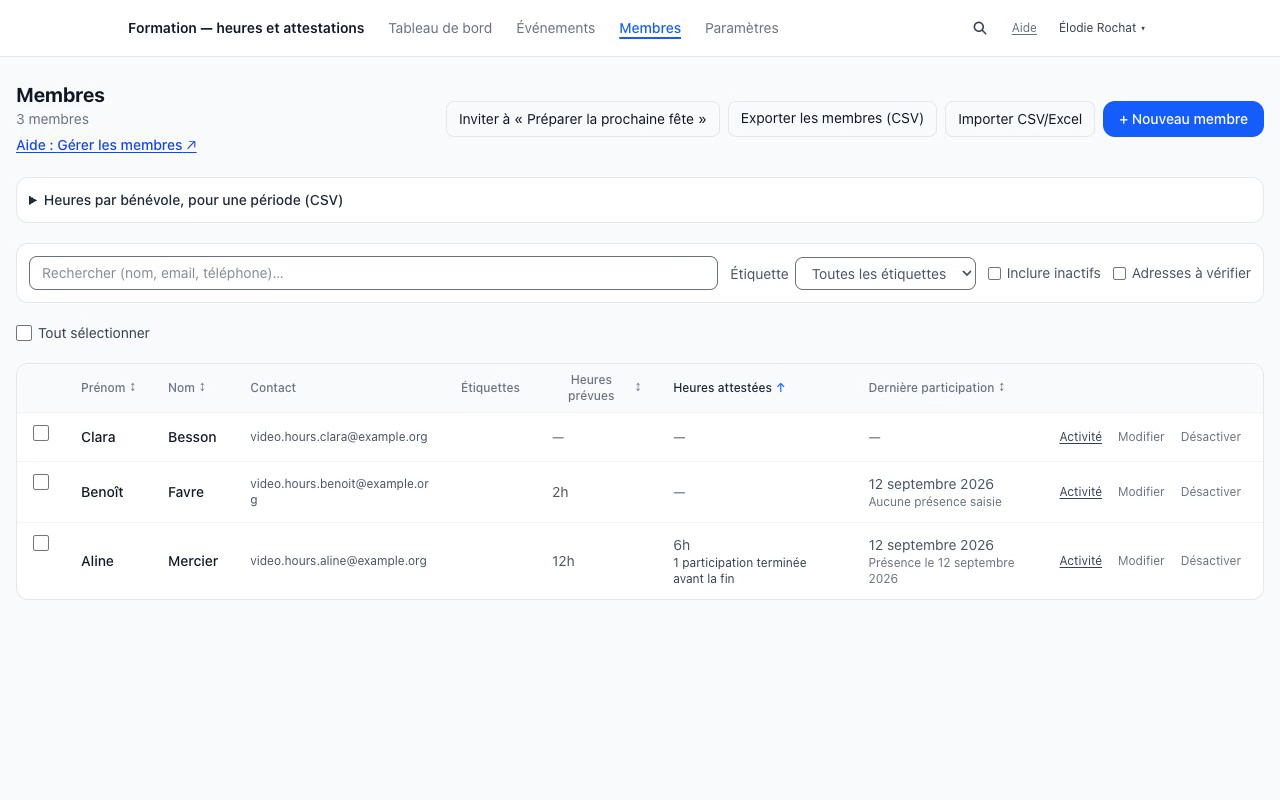 Formation — heures et attestations Tableau de bord Événements Membres Paramètres Aide Élodie Rochat
Membres
3 membres
Aide : Gérer les membres ↗
Inviter à « Préparer la prochaine fête » Exporter les membres (CSV) Importer CSV/Excel + Nouveau membre
Heures par bénévole, pour une période (CSV)
Rechercher (nom, email, téléphone)... Étiquette Toutes les étiquettes Inclure inactifs Adresses à vérifier
Tout sélectionner
Prénom ↕ Nom ↕ Contact Étiquettes Heures prévues ↕ Heures attestées ↑ Dernière participation ↕
Clara Besson video.hours.clara@example.org — — — Activité Modifier Désactiver
Benoît Favre video.hours.benoit@example.or
g 2h — 12 septembre 2026
Aucune présence saisie Activité Modifier Désactiver
Aline Mercier video.hours.aline@example.org 12h 6h
1 participation terminée
avant la fin 12 septembre 2026
Présence le 12 septembre
2026 Activité Modifier Désactiver